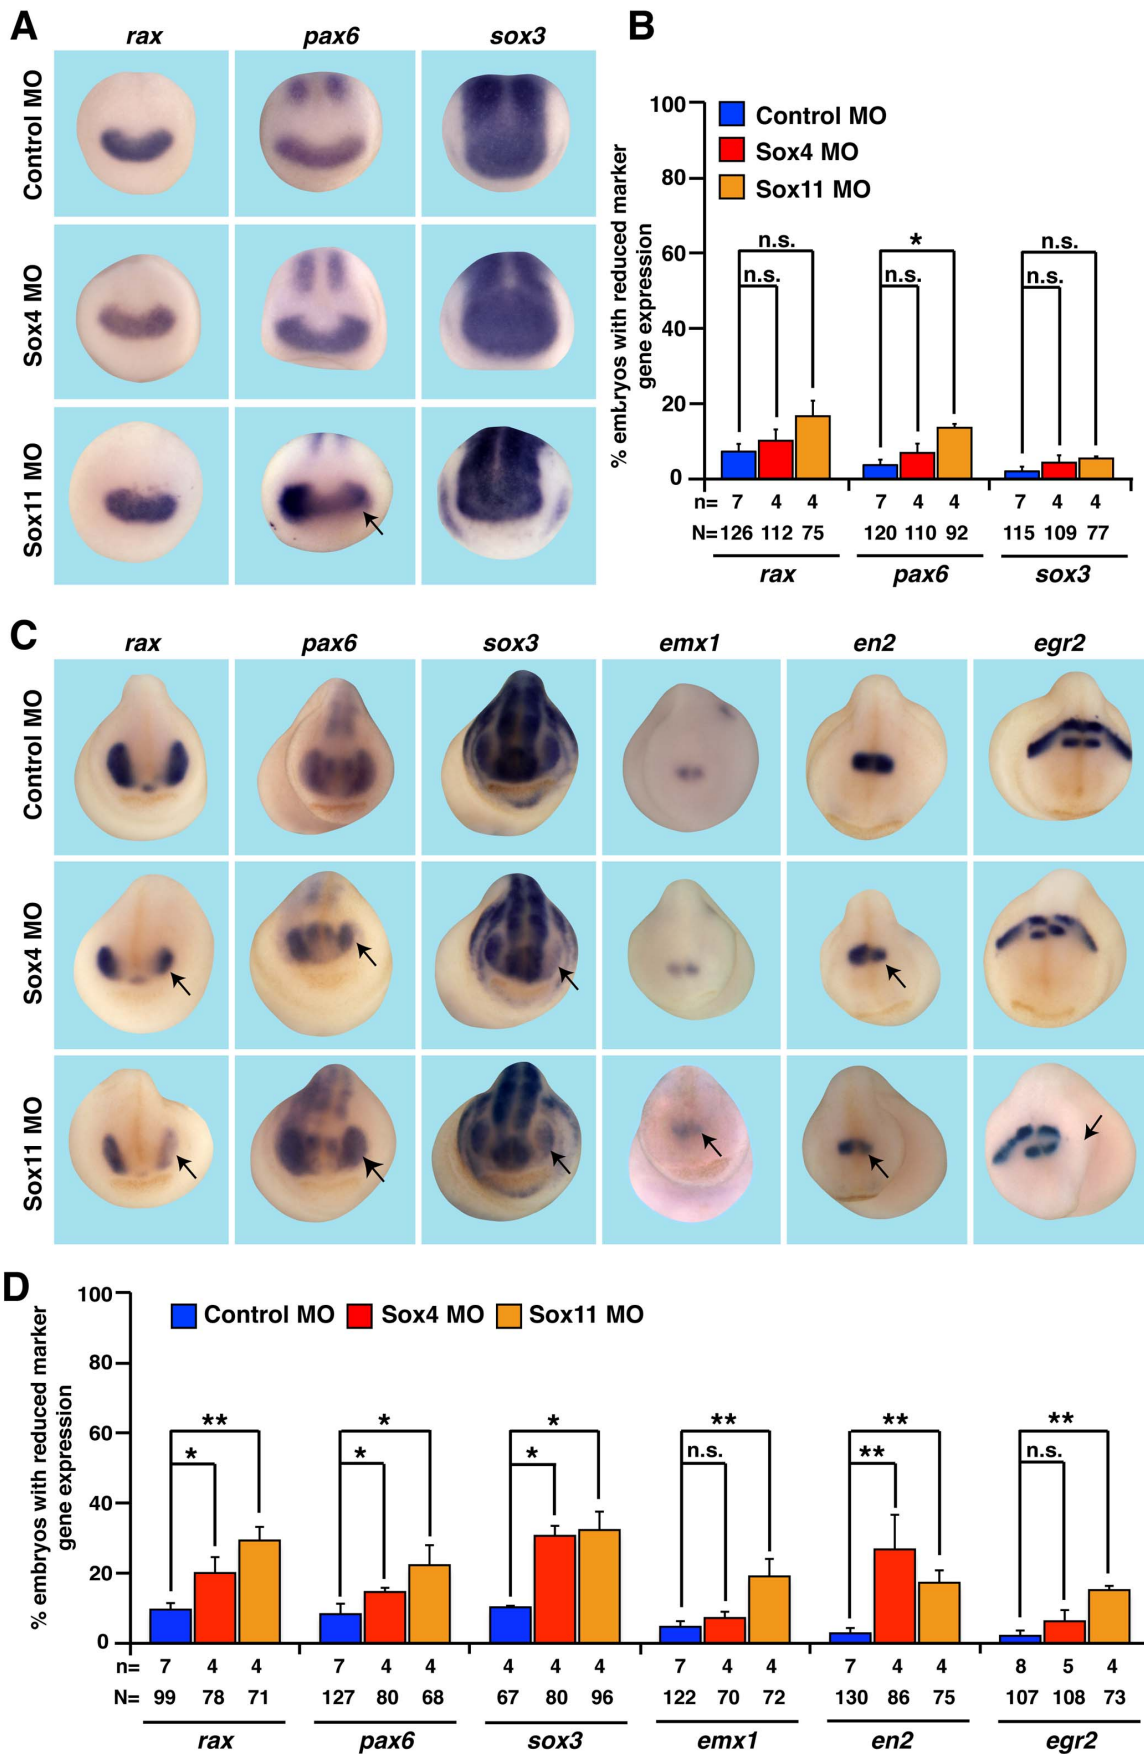 A
rax pax6 sox3
Control MO
Sox4 MO
Sox11 MO
B
% embryos with reduced marker
gene expression
100
80
60
40
20
0
Control MO
Sox4 MO
Sox11 MO
n.s. * n.s.
n.s. n.s. n.s.
n= 7 4 4 7 4 4 7 4 4
N= 126 112 75 120 110 92 115 109 77
rax pax6 sox3
C
rax pax6 sox3 emx1 en2 egr2
Control MO
Sox4 MO
Sox11 MO
D
% embryos with reduced marker
gene expression
100
80
60
40
20
0
Control MO Sox4 MO Sox11 MO
** * * ** ** **
* * * n.s. ** n.s.
n= 7 4 4 7 4 4 4 4 4 7 4 4 7 4 4 8 5 4
N= 99 78 71 127 80 68 67 80 96 122 70 72 130 86 75 107 108 73
rax pax6 sox3 emx1 en2 egr2